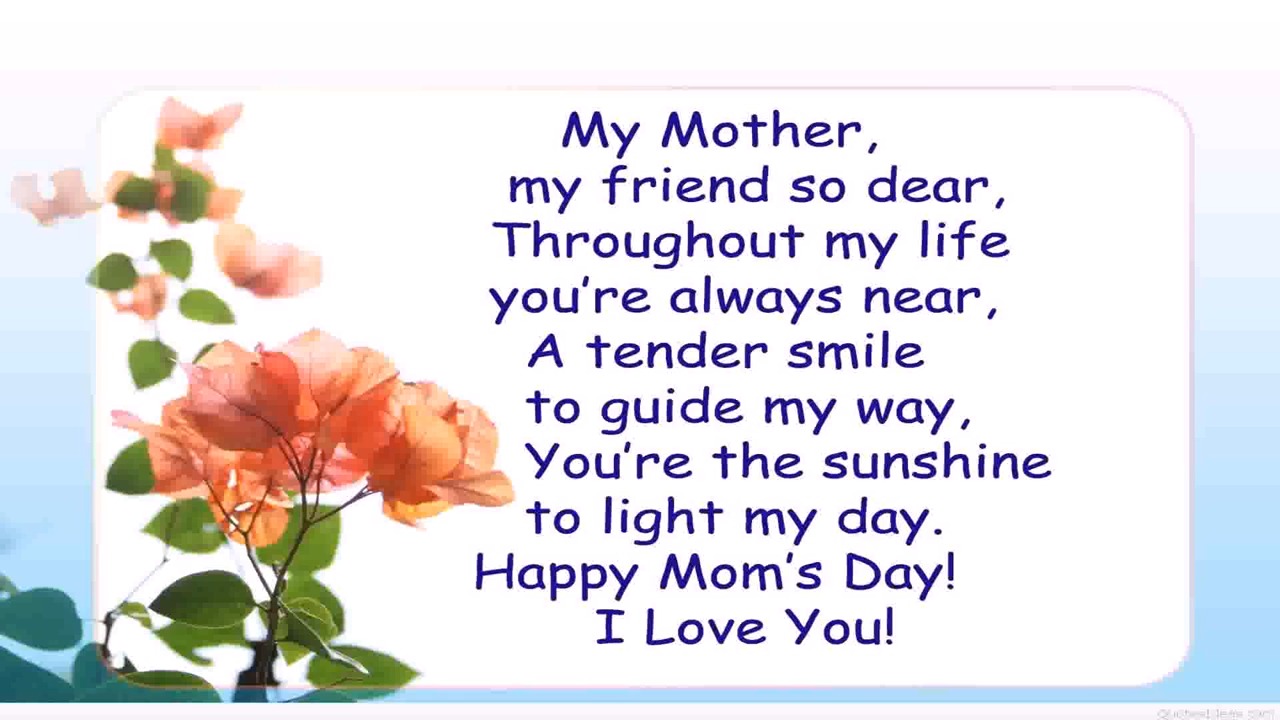 My Mother,
my friend so dear,
Throughout my life
you're always near,
A tender smile
to guide my way,
You're the sunshine
to light my day.
Happy Mom's Day!
I Love You!